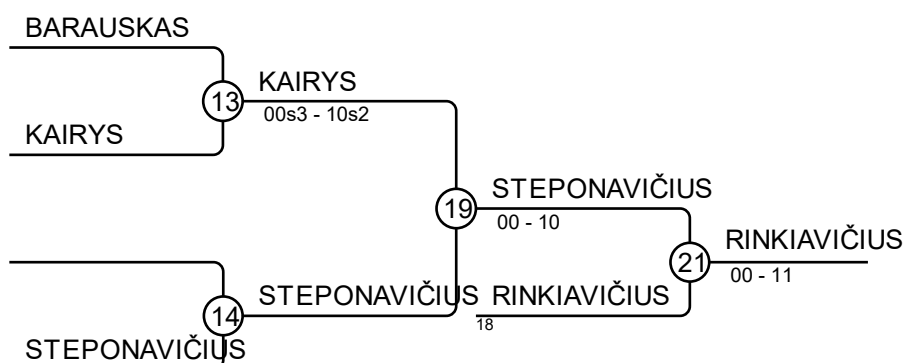 BARAUSKAS
13
KAIRYS
00s3 - 10s2
KAIRYS
19
STEPONAVIČIUS
00 - 10
21
RINKIAVIČIUS
00 - 11
14
STEPONAVIČIUS
RINKIAVIČIUS
18
STEPONAVIČIUS